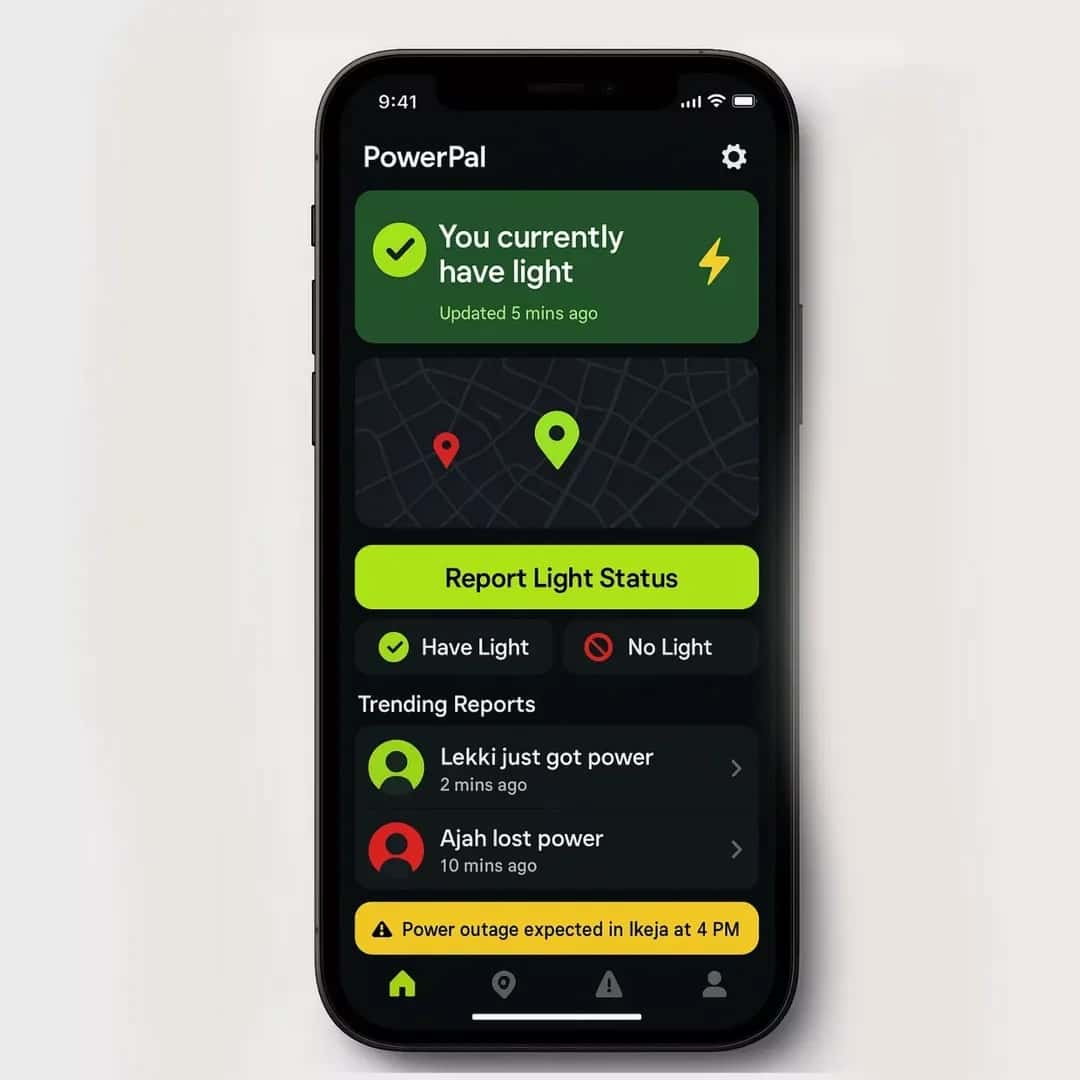 9:41
PowerPal
You currently
have light
Updated 5 mins ago
Report Light Status
Have Light
No Light
Trending Reports
Lekki just got power
2 mins ago
Ajah lost power
10 mins ago
Power outage expected in Ikeja at 4 PM